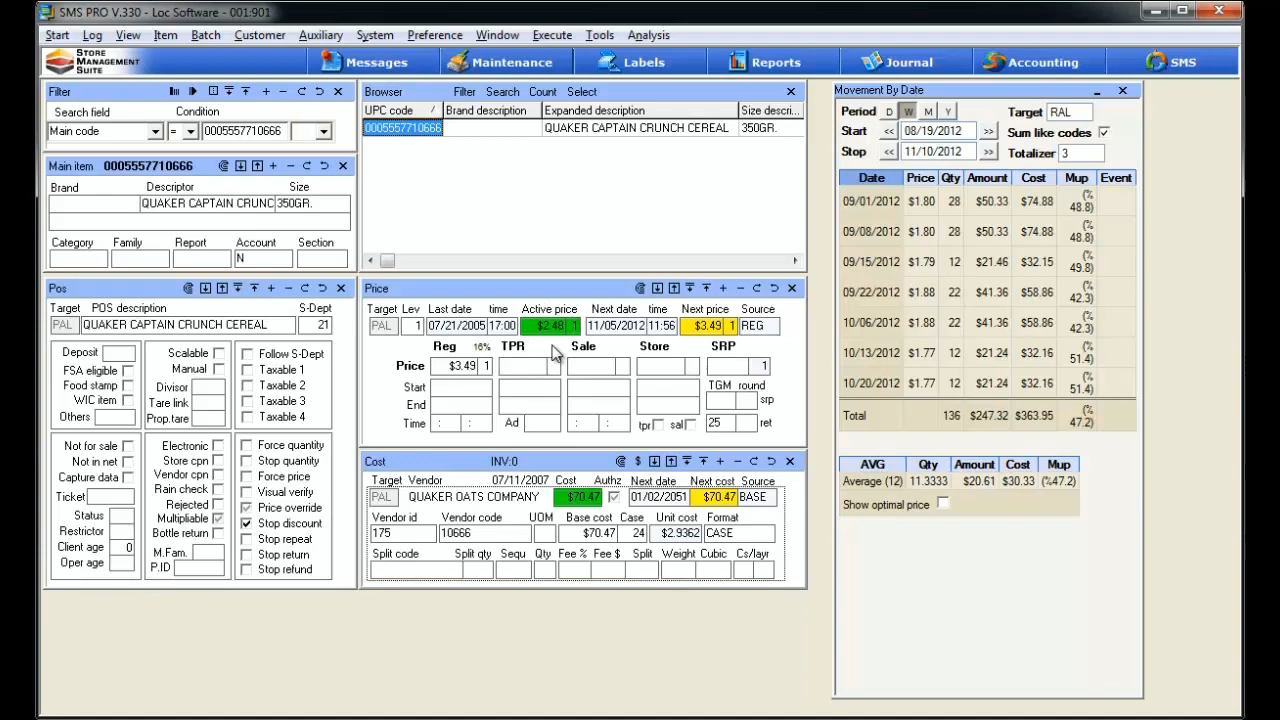 SMS PRO V.330 - Loc Software - 001:901
Start Log View Item Batch Customer Auxiliary System Preference Window Execute Tools Analysis
STORE MANAGEMENT SUITE Messages Maintenance Labels Reports Journal Accounting SMS
Filter
Search field Condition
Main code = 0005557710666
Main item 0005557710666
Brand Descriptor Size
QUAKER CAPTAIN CRUNC 350GR.
Category Family Report Account Section
N
Browser Filter Search Count Select
UPC code / Brand description Expanded description Size descri...
0005557710666 QUAKER CAPTAIN CRUNCH CEREAL 350GR.
Pos
Target POS description S-Dept
PAL QUAKER CAPTAIN CRUNCH CEREAL 21
Deposit Scalable Follow S-Dept
FSA eligible Manual Taxable 1
Food stamp Divisor Taxable 2
WIC item Tare link Taxable 3
Others Prop.tare Taxable 4
Not for sale Electronic Force quantity
Not in net Store cpn Stop quantity
Capture data Vendor cpn Force price
Ticket Rain check Visual verify
Status Rejected Price override
Restrictor Multipliable Stop discount
Client age 0 Bottle return Stop repeat
Oper age M.Fam. Stop return
P.ID Stop refund
Price
Target Lev Last date time Active price Next date time Next price Source
PAL 1 07/21/2005 17:00 $2.48 1 11/05/2012 11:56 $3.49 1 REG
Reg 16% TPR Sale Store SRP
Price $3.49 1 1
Start TGM round
End srp
Time : : Ad : : tpr sal 25 ret
Cost INV:0
Target Vendor 07/11/2007 Cost Authz Next date Next cost Source
PAL QUAKER OATS COMPANY $70.47 01/02/2051 $70.47 BASE
Vendor id Vendor code UOM Base cost Case Unit cost Format
175 10666 $70.47 24 $2.9362 CASE
Split code Split qty Sequ Qty Fee % Fee $ Split Weight Cubic Cs/layr
Movement By Date
Period D W M Y Target RAL
Start << 08/19/2012 >> Sum like codes
Stop << 11/10/2012 >> Totalizer 3
Date Price Qty Amount Cost Mup Event
09/01/2012 $1.80 28 $50.33 $74.88 (% 48.8)
09/08/2012 $1.80 28 $50.33 $74.88 (% 48.8)
09/15/2012 $1.79 12 $21.46 $32.15 (% 49.8)
09/22/2012 $1.88 22 $41.36 $58.86 (% 42.3)
10/06/2012 $1.88 22 $41.36 $58.86 (% 42.3)
10/13/2012 $1.77 12 $21.24 $32.16 (% 51.4)
10/20/2012 $1.77 12 $21.24 $32.16 (% 51.4)
Total 136 $247.32 $363.95 (% 47.2)
AVG Qty Amount Cost Mup
Average (12) 11.3333 $20.61 $30.33 (%47.2)
Show optimal price